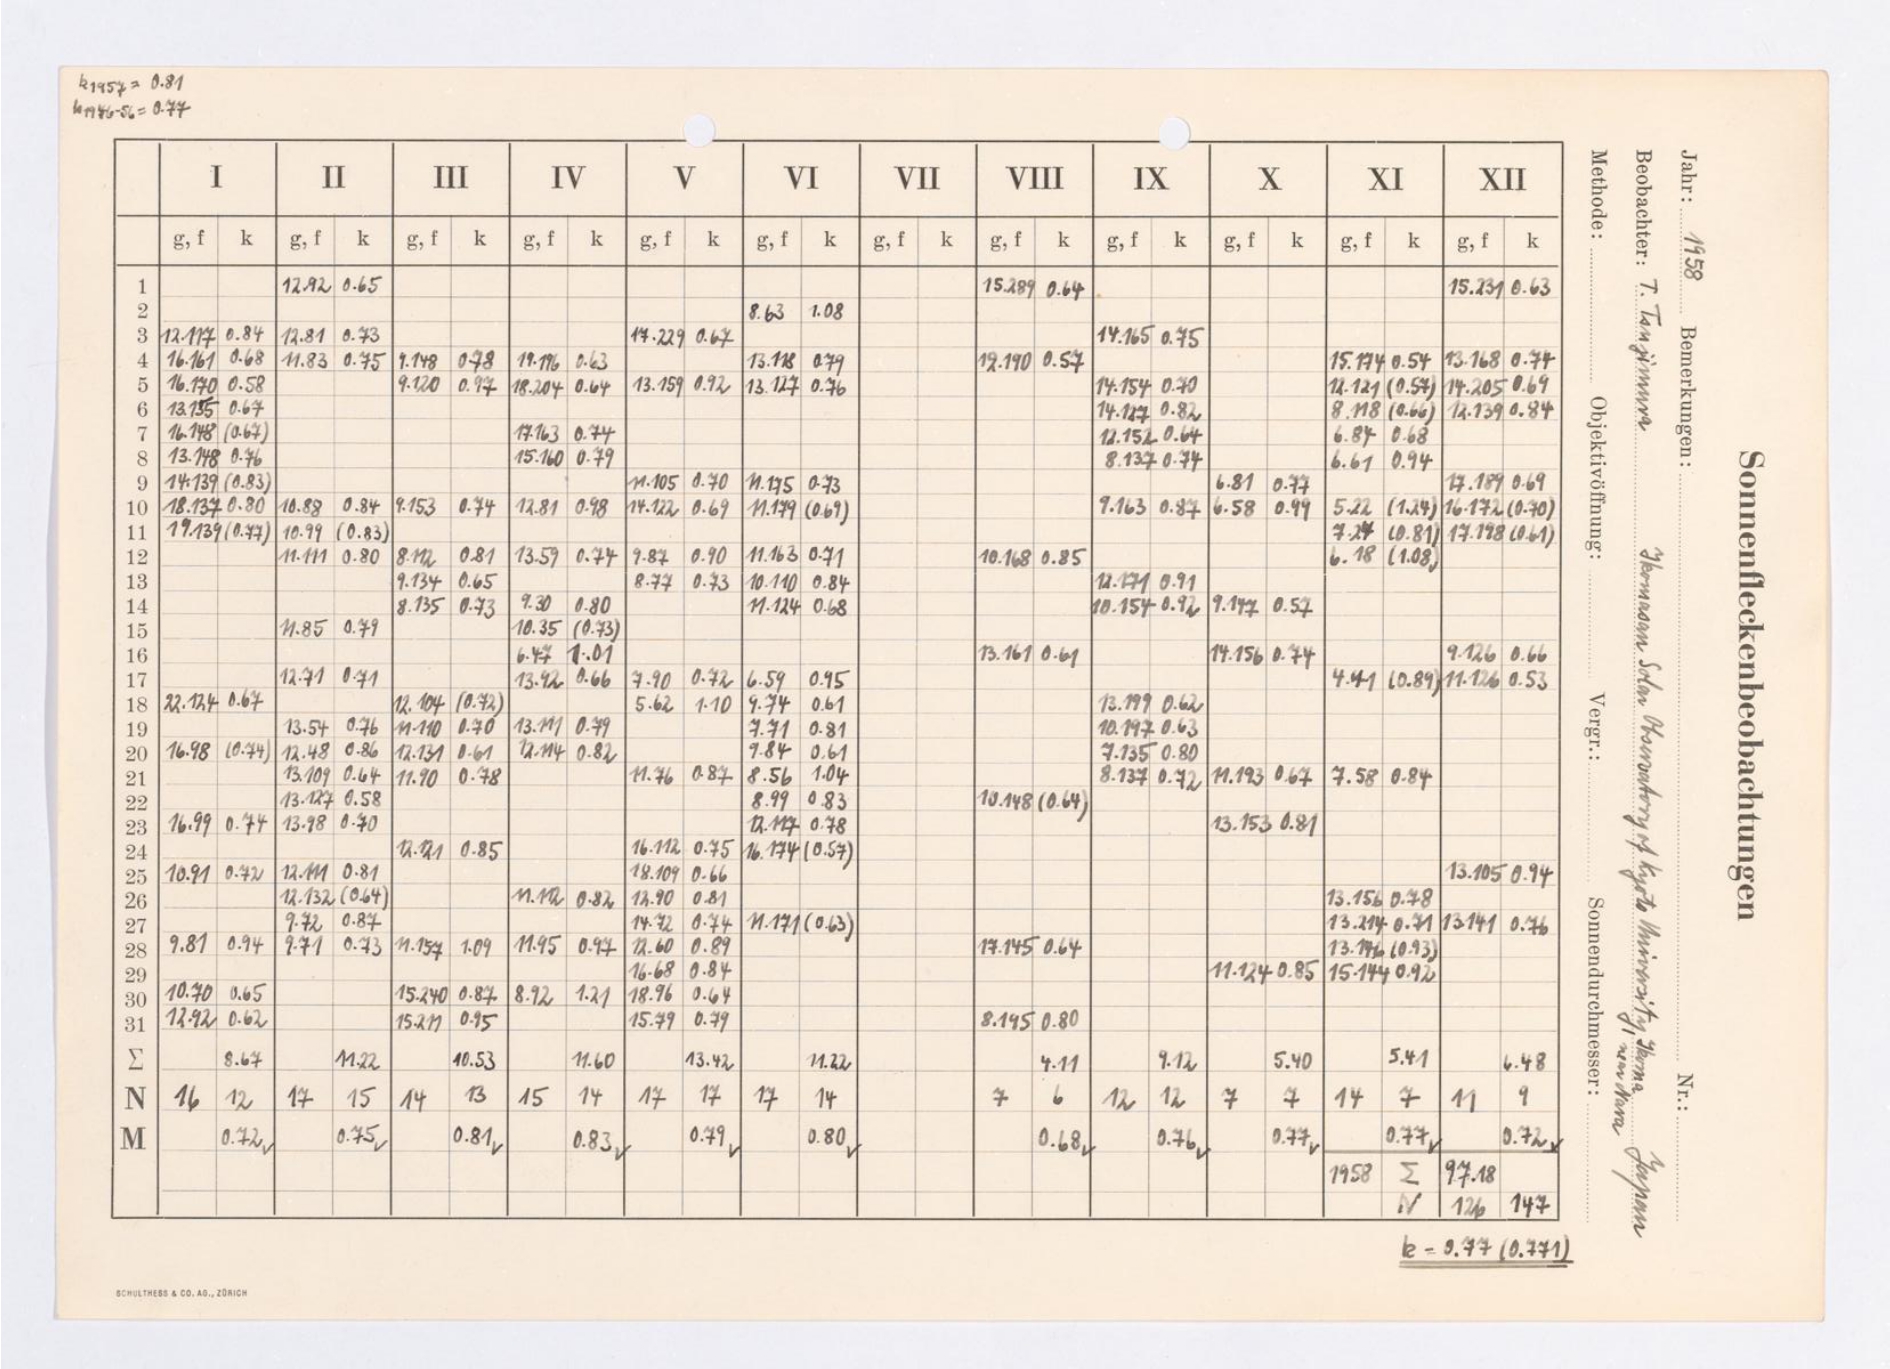 k1957 = 0.81
k1946-56 = 0.77
I II III IV V VI VII VIII IX X XI XII
g, f k g, f k g, f k g, f k g, f k g, f k g, f k g, f k g, f k g, f k g, f k g, f k
1 12.92 0.65 15.289 0.64 15.231 0.63
2 8.63 1.08
3 12.117 0.84 12.81 0.73 17.229 0.67 14.165 0.75
4 16.161 0.68 11.83 0.75 9.148 0.78 19.196 0.63 13.118 0.79 12.190 0.57 15.174 0.54 13.168 0.74
5 16.170 0.58 9.120 0.97 18.204 0.64 13.159 0.92 13.127 0.76 14.154 0.70 12.121 (0.57) 14.205 0.69
6 13.135 0.67 14.127 0.82 8.118 (0.66) 12.139 0.84
7 16.148 (0.67) 17.163 0.74 12.152 0.64 6.84 0.68
8 13.148 0.76 15.160 0.79 8.137 0.74 6.61 0.94
9 14.139 (0.83) 11.105 0.70 11.175 0.73 6.81 0.77 17.189 0.69
10 18.137 0.80 10.88 0.84 9.153 0.74 12.81 0.98 14.122 0.69 11.179 (0.69) 9.163 0.87 6.58 0.99 5.22 (1.24) 16.172 (0.70)
11 19.139 (0.77) 10.99 (0.83) 7.27 (0.81) 17.198 (0.61)
12 11.111 0.80 8.112 0.81 13.59 0.74 9.87 0.90 11.163 0.71 10.168 0.85 6.18 (1.08)
13 9.134 0.65 8.77 0.73 10.110 0.84 12.171 0.91
14 8.135 0.73 9.30 0.80 11.124 0.68 10.154 0.92 9.147 0.57
15 11.85 0.79 10.35 (0.73)
16 6.47 1.01 13.161 0.61 14.156 0.74 9.126 0.66
17 12.71 0.71 13.92 0.66 7.90 0.72 6.59 0.95 4.41 (0.89) 11.126 0.53
18 22.124 0.67 12.104 (0.72) 5.62 1.10 9.74 0.61 13.199 0.62
19 13.54 0.76 11.110 0.70 13.111 0.79 7.71 0.81 10.197 0.63
20 16.98 (0.74) 12.48 0.86 12.131 0.61 12.114 0.82 9.84 0.61 7.135 0.80
21 13.109 0.64 11.90 0.78 11.76 0.87 8.56 1.04 8.137 0.72 11.193 0.67 7.58 0.84
22 13.127 0.58 8.99 0.83 10.148 (0.64)
23 16.99 0.74 13.98 0.70 12.117 0.78 13.153 0.81
24 12.121 0.85 16.112 0.75 16.174 (0.57)
25 10.91 0.72 12.111 0.81 18.109 0.66 13.105 0.94
26 12.132 (0.64) 11.112 0.82 12.90 0.81 13.156 0.78
27 9.72 0.87 14.72 0.74 11.171 (0.63) 13.214 0.71 13.141 0.76
28 9.81 0.94 9.71 0.73 11.157 1.09 11.95 0.97 12.60 0.89 17.145 0.64 13.176 (0.93)
29 16.68 0.84 11.124 0.85 15.144 0.92
30 10.70 0.65 15.240 0.87 8.92 1.21 18.96 0.64
31 12.92 0.62 15.211 0.95 15.79 0.79 8.195 0.80
Σ 8.67 11.22 10.53 11.60 13.42 11.22 4.11 9.12 5.40 5.41 6.48
N 16 12 17 15 14 13 15 14 17 17 17 14 7 6 12 12 7 7 14 7 11 9
M 0.72✓ 0.75✓ 0.81✓ 0.83✓ 0.79✓ 0.80✓ 0.68✓ 0.76✓ 0.77✓ 0.77✓ 0.72✓
1958 Σ 97.18
N 126 147
k = 0.77 (0.771)
SCHULTHESS & CO. AG., ZÜRICH
Sonnenfleckenbeobachtungen
Jahr: 1958 Bemerkungen: Nr.:
Beobachter: T. Tanjimura Ikomasan Solar Observatory of Kyoto University, Ikoma, near Nara Japan
Methode: Objektivöffnung: Vergr.: Sonnendurchmesser: